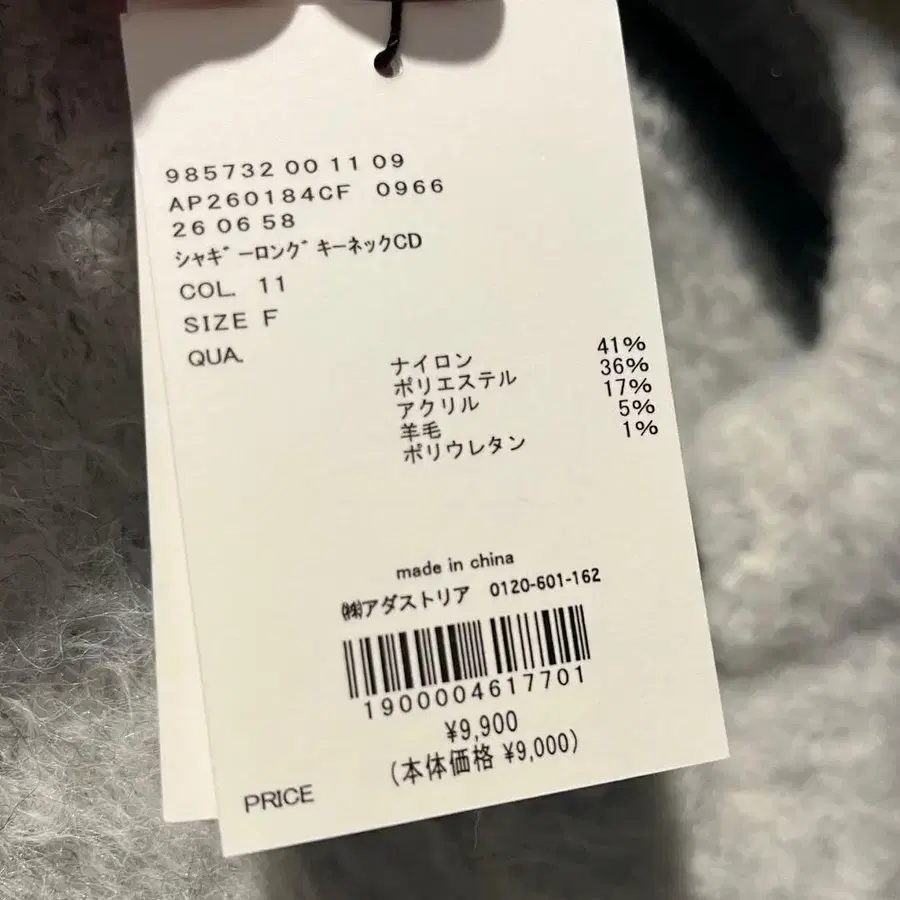 985732 00 11 09
AP260184CF 0966
26 06 58
ｼｬｷﾞｰﾛﾝｸﾞｷｰﾈｯｸCD
COL. 11
SIZE F
QUA.
ナイロン 41%
ポリエステル 36%
アクリル 17%
羊毛 5%
ポリウレタン 1%
made in china
㈱アダストリア 0120-601-162
1900004617701
¥9,900
(本体価格 ¥9,000)
PRICE